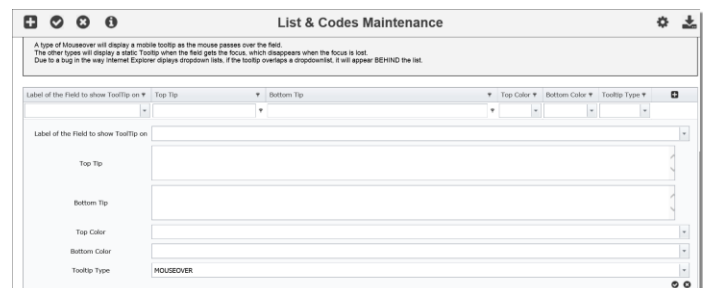 List & Codes Maintenance
A type of Mouseover will display a mobile tooltip as the mouse passes over the field.
The other types will display a static Tooltip when the field gets the focus, which disappears when the focus is lost.
Due to a bug in the way Internet Explorer diplays dropdown lists, if the tooltip overlaps a dropdownlist, it will appear BEHIND the list.
Label of the Field to show ToolTip on Top Tip Bottom Tip Top Color Bottom Color Tooltip Type
Label of the Field to show ToolTip on
Top Tip
Bottom Tip
Top Color
Bottom Color
Tooltip Type MOUSEOVER